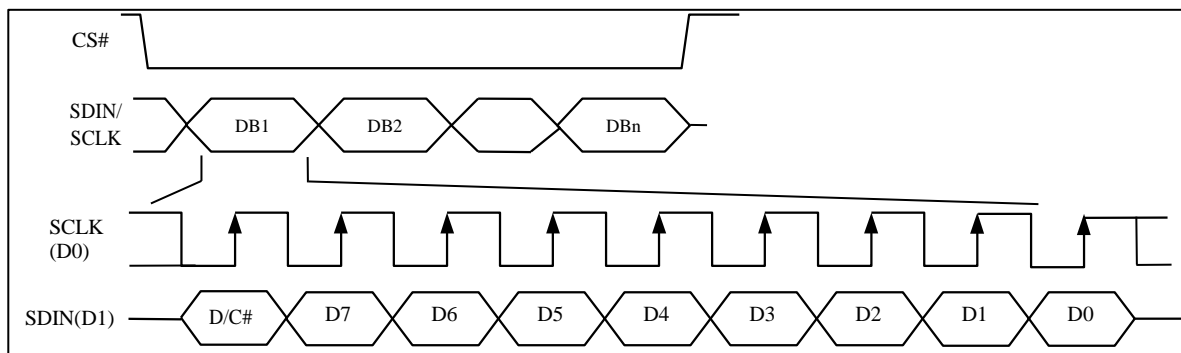 CS#
SDIN/
SCLK
DB1 DB2 DBn
SCLK
(D0)
SDIN(D1) D/C# D7 D6 D5 D4 D3 D2 D1 D0